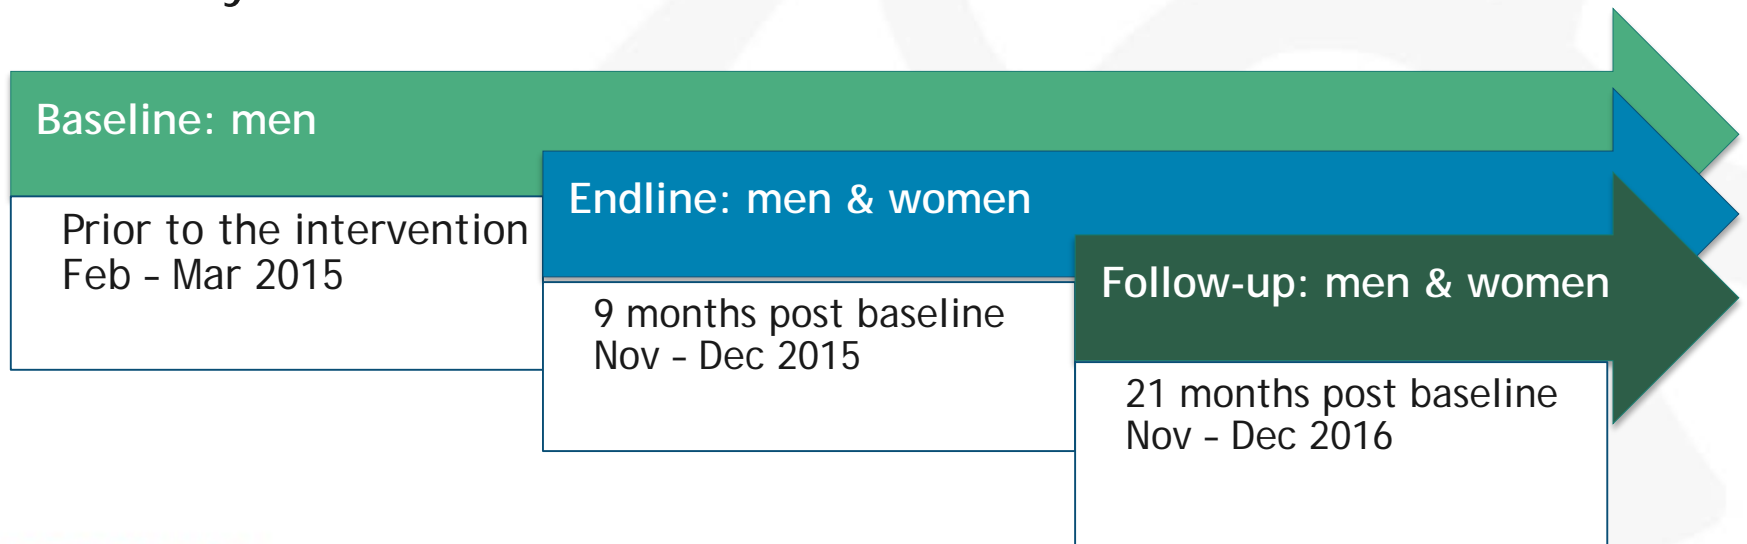 Baseline: men
Prior to the intervention
Feb – Mar 2015
Endline: men & women
9 months post baseline
Nov – Dec 2015
Follow-up: men & women
21 months post baseline
Nov – Dec 2016